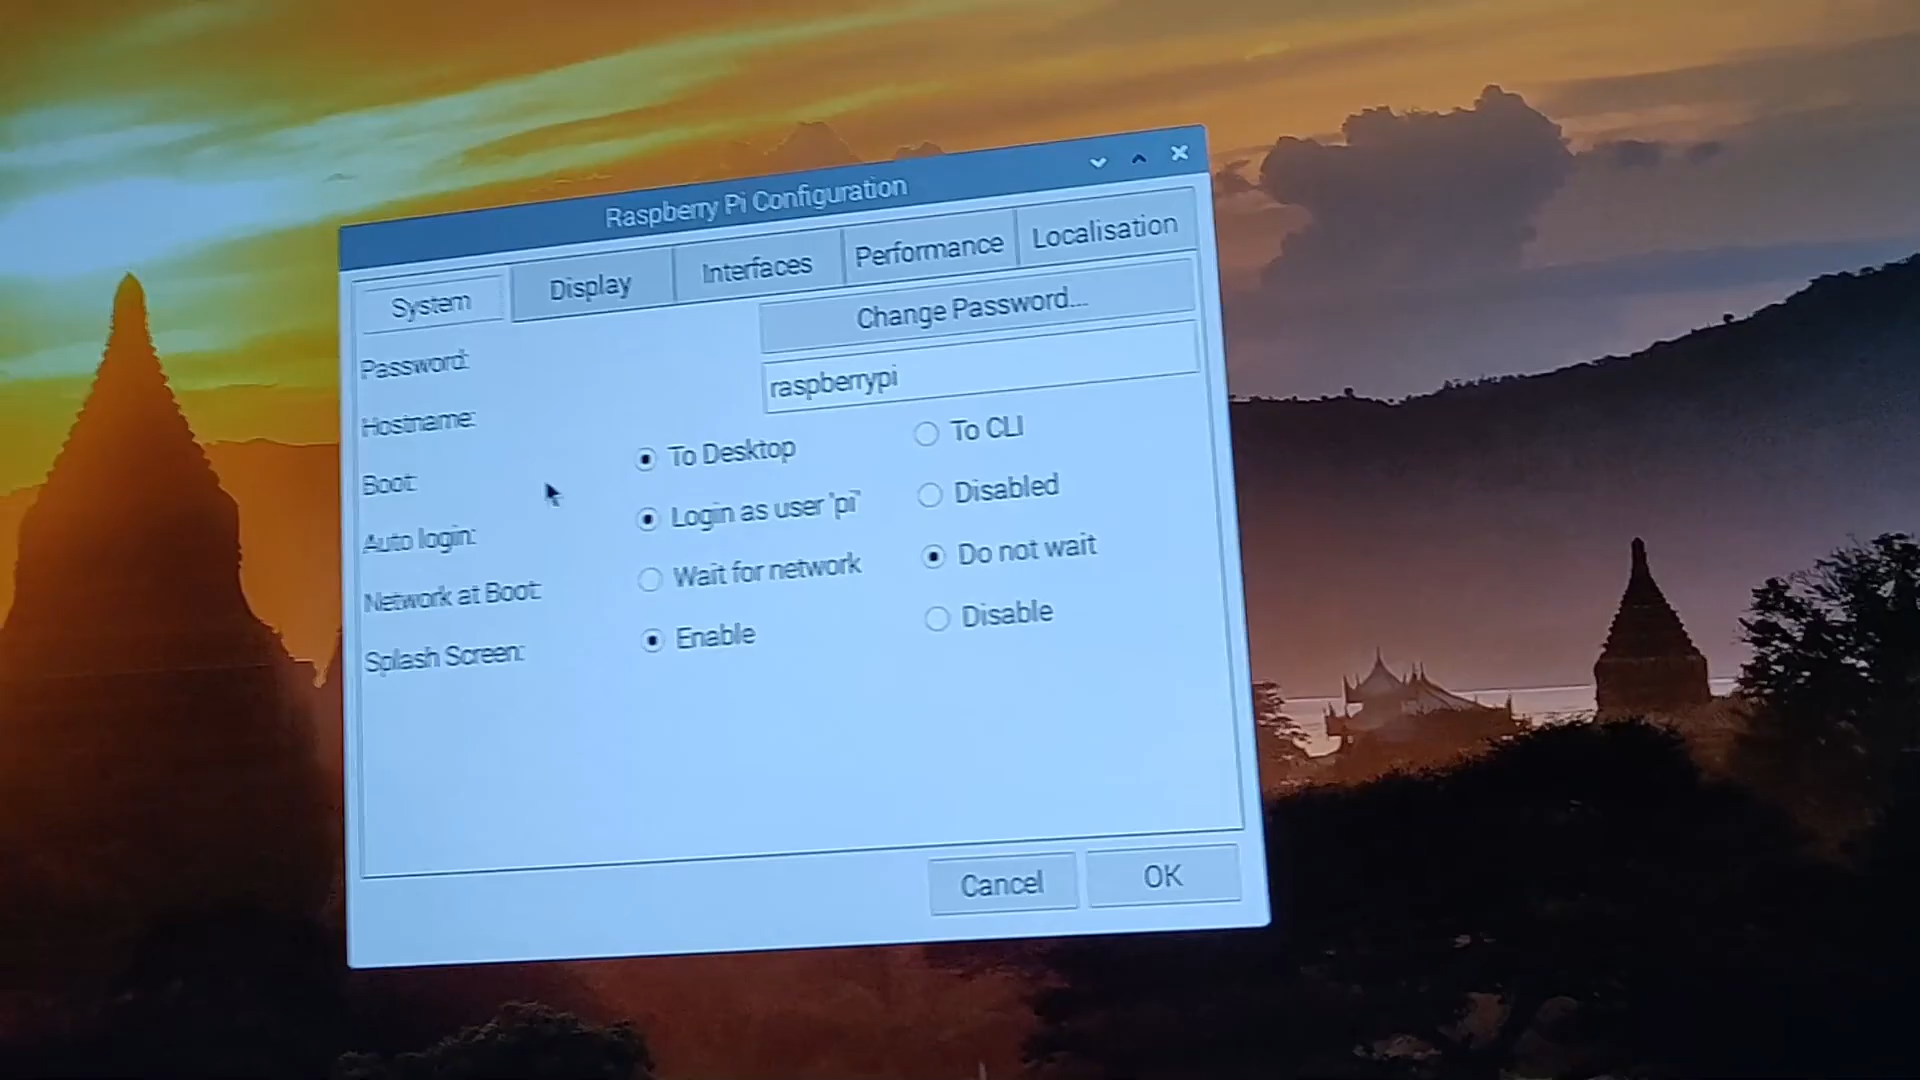 Raspberry Pi Configuration
System Display Interfaces Performance Localisation
Password: Change Password...
Hostname: raspberrypi
Boot: To Desktop To CLI
Auto login: Login as user 'pi' Disabled
Network at Boot: Wait for network Do not wait
Splash Screen: Enable Disable
Cancel OK